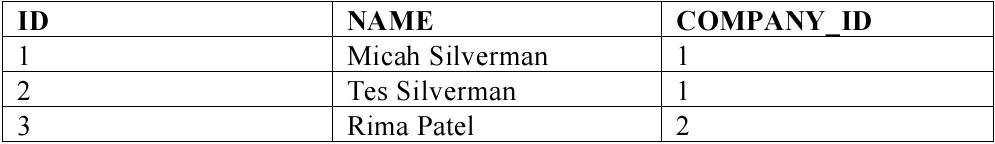 ID NAME COMPANY_ID
1 Micah Silverman 1
2 Tes Silverman 1
3 Rima Patel 2